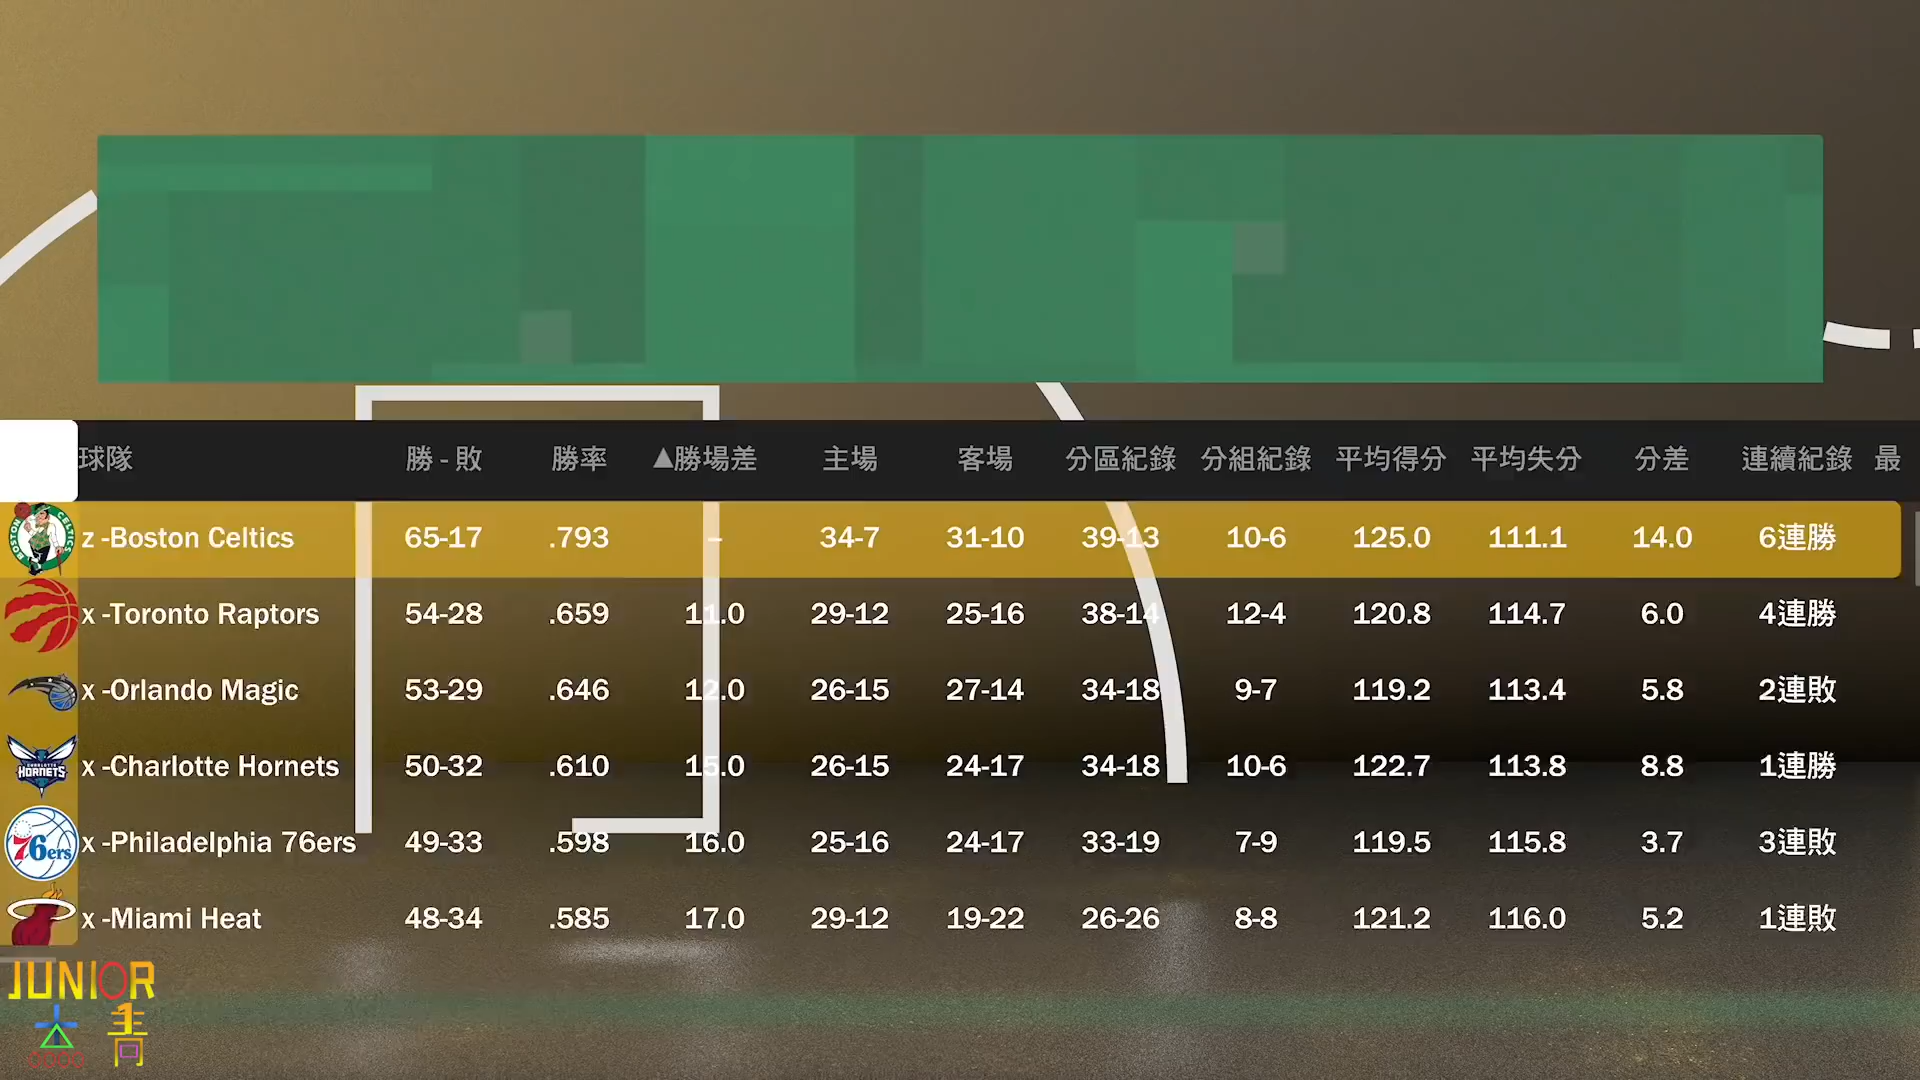 球隊 勝 - 敗 勝率 ▲勝場差 主場 客場 分區紀錄 分組紀錄 平均得分 平均失分 分差 連續紀錄 最
z -Boston Celtics 65-17 .793 – 34-7 31-10 39-13 10-6 125.0 111.1 14.0 6連勝
x -Toronto Raptors 54-28 .659 11.0 29-12 25-16 38-14 12-4 120.8 114.7 6.0 4連勝
x -Orlando Magic 53-29 .646 12.0 26-15 27-14 34-18 9-7 119.2 113.4 5.8 2連敗
x -Charlotte Hornets 50-32 .610 15.0 26-15 24-17 34-18 10-6 122.7 113.8 8.8 1連勝
x -Philadelphia 76ers 49-33 .598 16.0 25-16 24-17 33-19 7-9 119.5 115.8 3.7 3連敗
x -Miami Heat 48-34 .585 17.0 29-12 19-22 26-26 8-8 121.2 116.0 5.2 1連敗
BOSTON CELTICS
HORNETS
76ers
JUNIOR